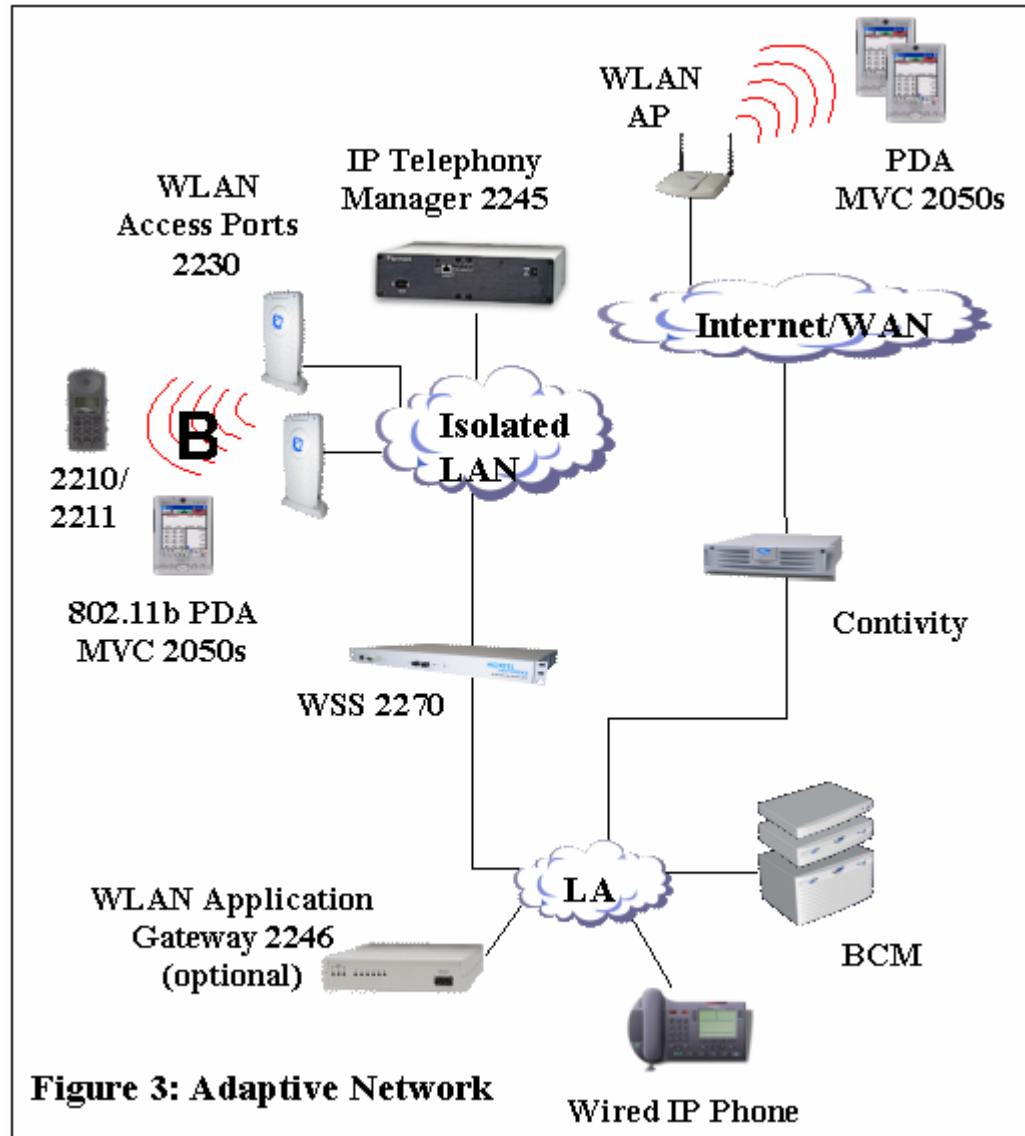 WLAN
AP
PDA
MVC 2050s
IP Telephony
Manager 2245
WLAN
Access Ports
2230
Internet/WAN
Isolated
LAN
B
2210/
2211
802.11b PDA
MVC 2050s
Contivity
WSS 2270
LA
WLAN Application
Gateway 2246
(optional)
BCM
Wired IP Phone
Figure 3: Adaptive Network